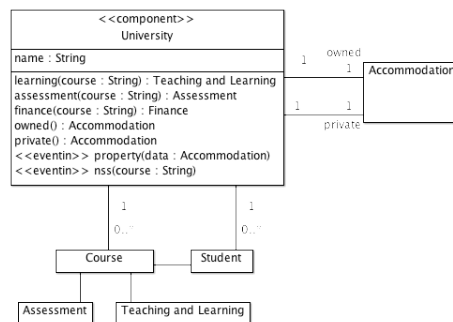 <<component>>
University
name : String
learning(course : String) : Teaching and Learning
assessment(course : String) : Assessment
finance(course : String) : Finance
owned() : Accommodation
private() : Accommodation
<<eventin>> property(data : Accommodation)
<<eventin>> nss(course : String)
owned
1
1
Accommodation
1
1
private
1
0..*
1
0..*
Course
Student
Assessment
Teaching and Learning